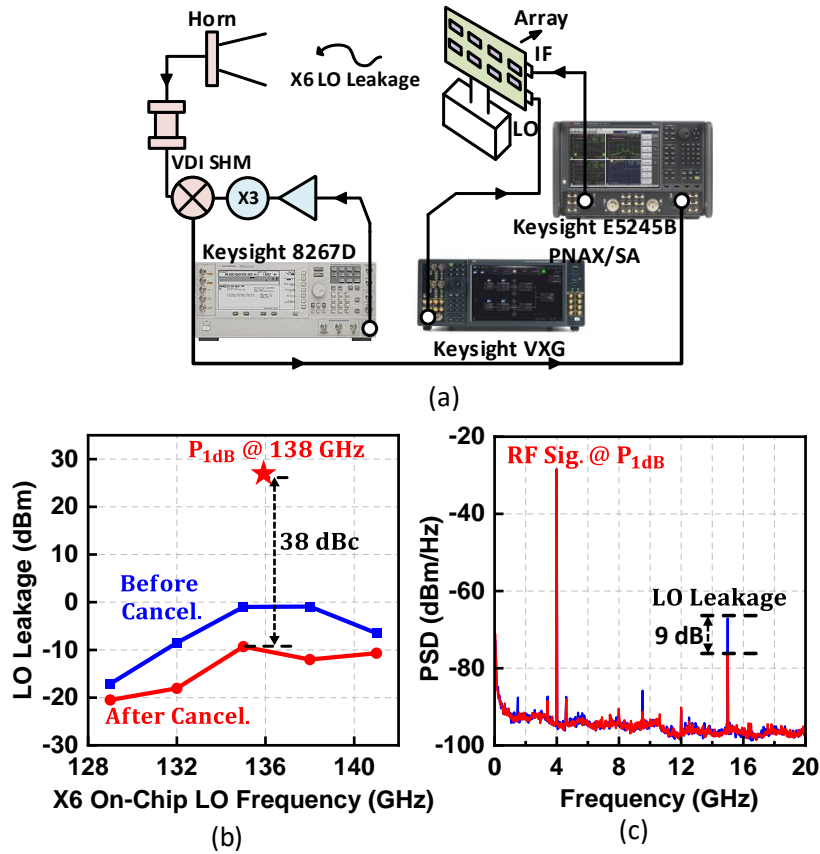 Horn
Array
IF
X6 LO Leakage
LO
VDI SHM
X3
Keysight E5245B
PNAX/SA
Keysight 8267D
Keysight VXG
(a)
P1dB @ 138 GHz
38 dBc
Before
Cancel.
After Cancel.
LO Leakage (dBm)
30
25
20
10
0
-10
-20
-30
128
132
136
140
X6 On-Chip LO Frequency (GHz)
(b)
RF Sig. @ P1dB
LO Leakage
9 dB
PSD (dBm/Hz)
-20
-40
-60
-80
-100
0
4
8
12
16
20
Frequency (GHz)
(c)